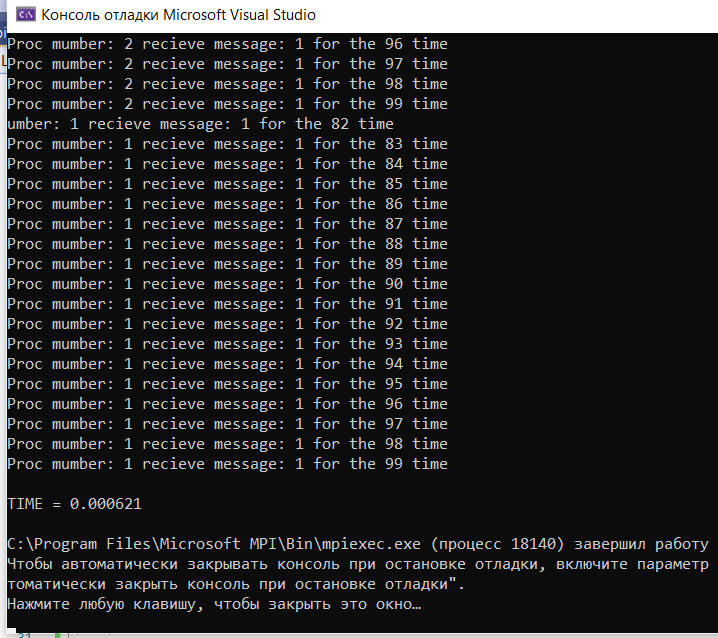 Консоль отладки Microsoft Visual Studio
Proc mumber: 2 recieve message: 1 for the 96 time
Proc mumber: 2 recieve message: 1 for the 97 time
Proc mumber: 2 recieve message: 1 for the 98 time
Proc mumber: 2 recieve message: 1 for the 99 time
umber: 1 recieve message: 1 for the 82 time
Proc mumber: 1 recieve message: 1 for the 83 time
Proc mumber: 1 recieve message: 1 for the 84 time
Proc mumber: 1 recieve message: 1 for the 85 time
Proc mumber: 1 recieve message: 1 for the 86 time
Proc mumber: 1 recieve message: 1 for the 87 time
Proc mumber: 1 recieve message: 1 for the 88 time
Proc mumber: 1 recieve message: 1 for the 89 time
Proc mumber: 1 recieve message: 1 for the 90 time
Proc mumber: 1 recieve message: 1 for the 91 time
Proc mumber: 1 recieve message: 1 for the 92 time
Proc mumber: 1 recieve message: 1 for the 93 time
Proc mumber: 1 recieve message: 1 for the 94 time
Proc mumber: 1 recieve message: 1 for the 95 time
Proc mumber: 1 recieve message: 1 for the 96 time
Proc mumber: 1 recieve message: 1 for the 97 time
Proc mumber: 1 recieve message: 1 for the 98 time
Proc mumber: 1 recieve message: 1 for the 99 time
TIME = 0.000621
C:\Program Files\Microsoft MPI\Bin\mpiexec.exe (процесс 18140) завершил работу
Чтобы автоматически закрывать консоль при остановке отладки, включите параметр
томатически закрыть консоль при остановке отладки".
Нажмите любую клавишу, чтобы закрыть это окно…